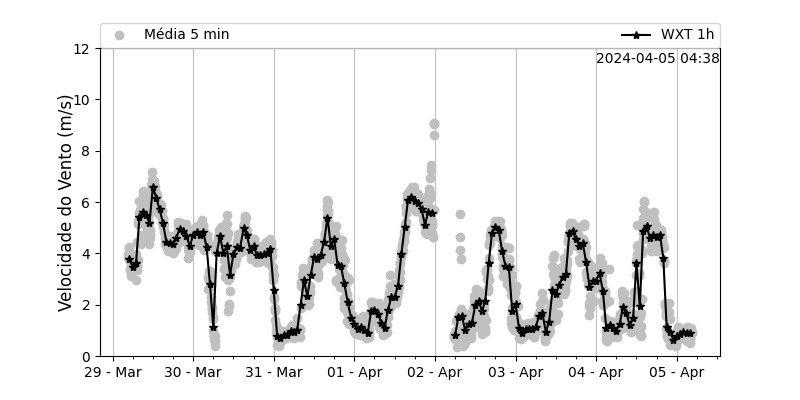 Média 5 min
WXT 1h
2024-04-05 04:38
Velocidade do Vento (m/s)
12
10
8
6
4
2
0
29 - Mar
30 - Mar
31 - Mar
01 - Apr
02 - Apr
03 - Apr
04 - Apr
05 - Apr